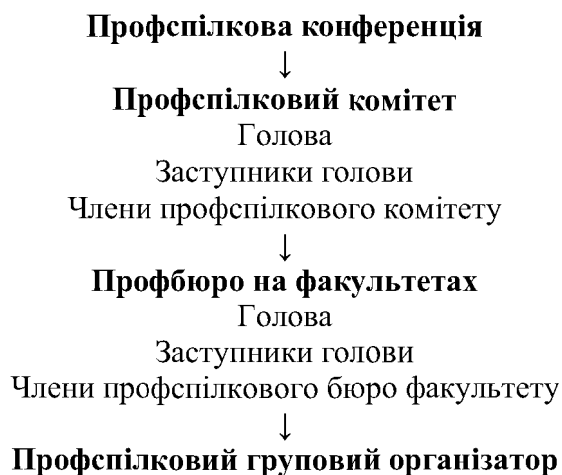 Профспілкова конференція
↓
Профспілковий комітет
Голова
Заступники голови
Члени профспілкового комітету
↓
Профбюро на факультетах
Голова
Заступники голови
Члени профспілкового бюро факультету
↓
Профспілковий груповий організатор